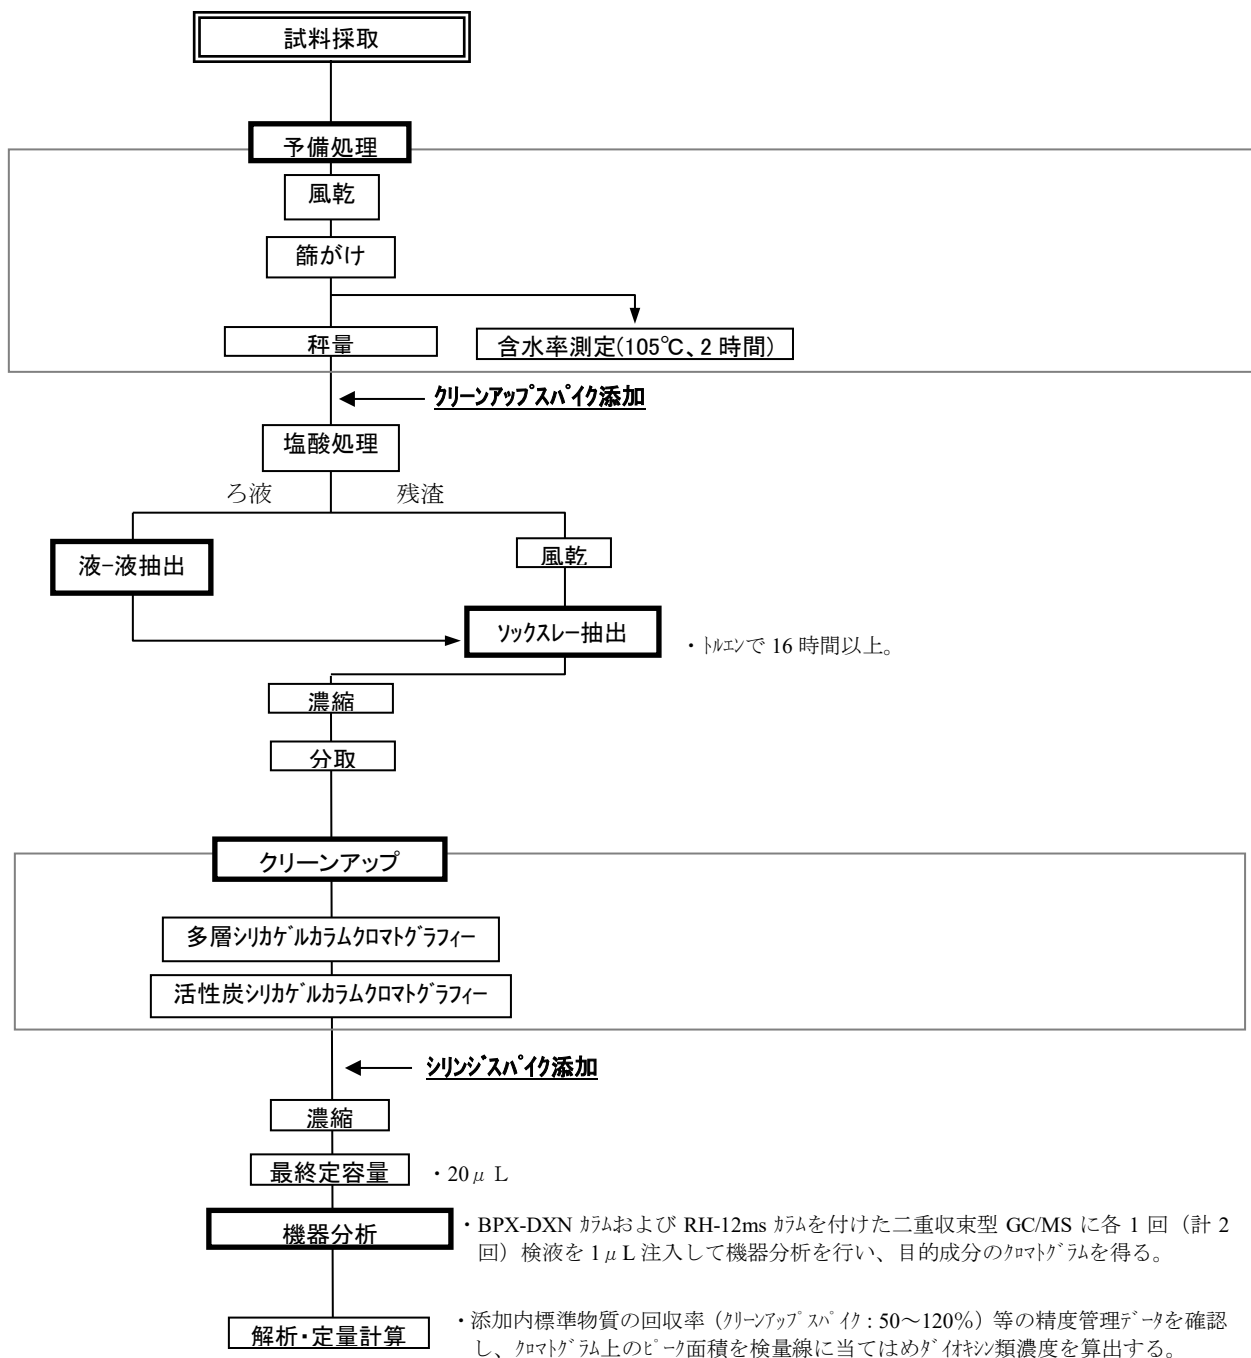 試料採取
予備処理
風乾
篩がけ
秤量
含水率測定(105℃、2 時間)
ｸﾘｰﾝｱｯﾌﾟｽﾊﾟｲｸ添加
塩酸処理
ろ液
残渣
液-液抽出
風乾
ｿｯｸｽﾚｰ抽出
・ﾄﾙｴﾝで 16 時間以上。
濃縮
分取
クリーンアップ
多層ｼﾘｶｹﾞﾙｶﾗﾑｸﾛﾏﾄｸﾞﾗﾌｨｰ
活性炭ｼﾘｶｹﾞﾙｶﾗﾑｸﾛﾏﾄｸﾞﾗﾌｨｰ
ｼﾘﾝｼﾞｽﾊﾟｲｸ添加
濃縮
最終定容量
・20μ L
機器分析
・BPX-DXN ｶﾗﾑおよび RH-12ms ｶﾗﾑを付けた二重収束型 GC/MS に各 1 回（計 2
回）検液を 1μL 注入して機器分析を行い、目的成分のｸﾛﾏﾄｸﾞﾗﾑを得る。
解析・定量計算
・添加内標準物質の回収率（ｸﾘｰﾝｱｯﾌﾟｽﾊﾟｲｸ：50～120%）等の精度管理ﾃﾞｰﾀを確認
し、ｸﾛﾏﾄｸﾞﾗﾑ上のﾋﾟｰｸ面積を検量線に当てはめﾀﾞｲｵｷｼﾝ類濃度を算出する。